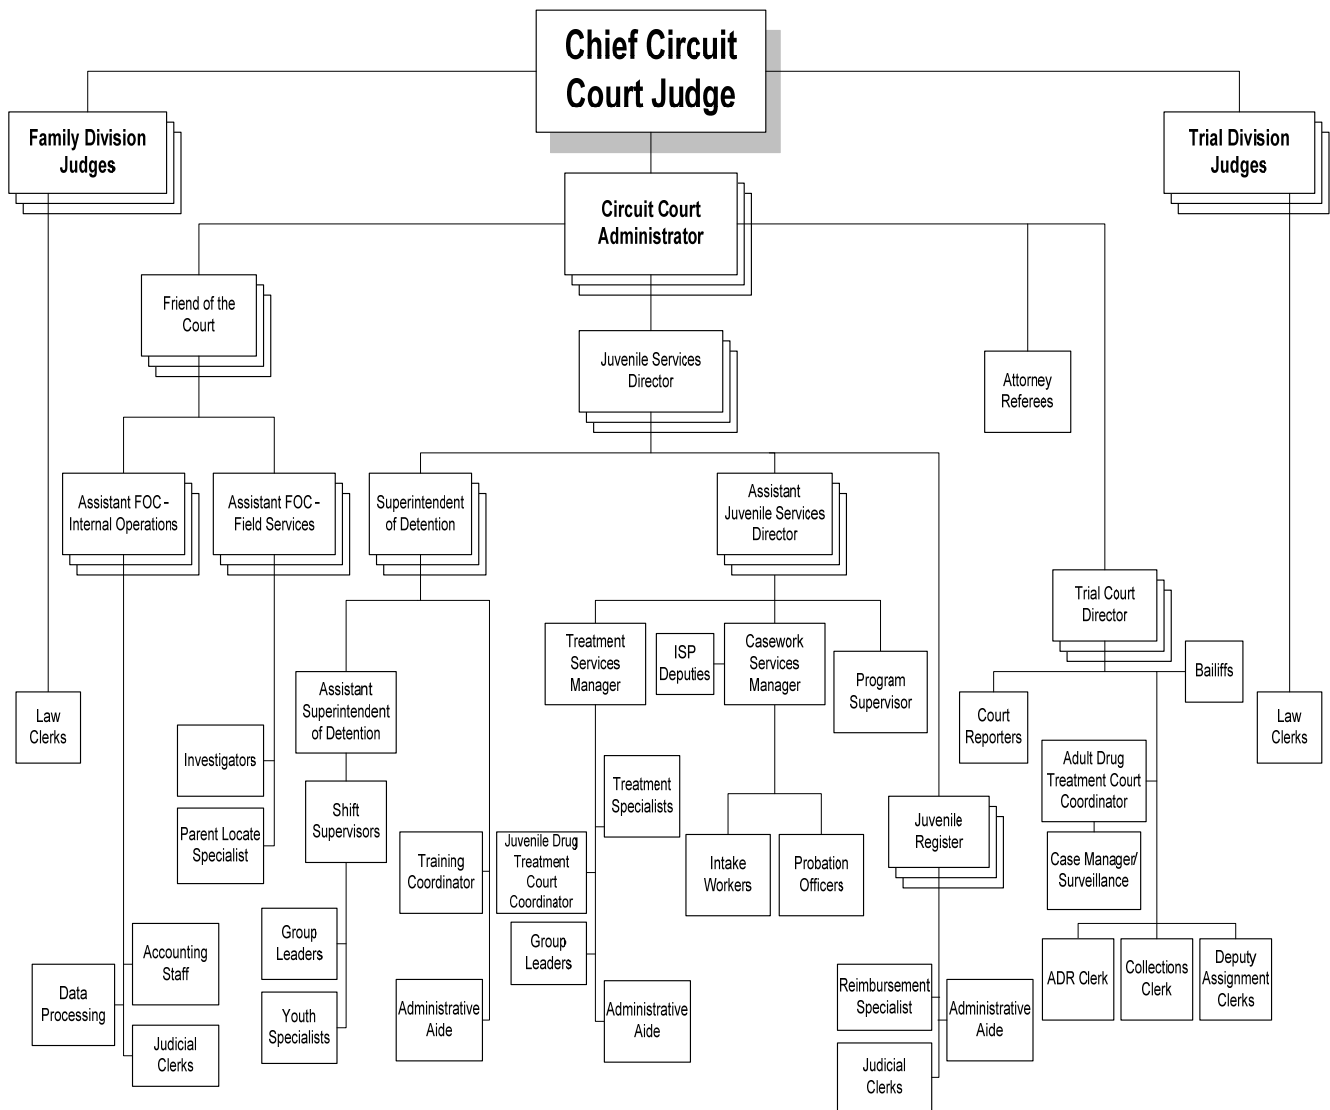 Chief Circuit
Court Judge
Family Division
Judges
Trial Division
Judges
Circuit Court
Administrator
Friend of the
Court
Juvenile Services
Director
Attorney
Referees
Assistant FOC –
Internal Operations
Assistant FOC –
Field Services
Superintendent
of Detention
Assistant
Juvenile Services
Director
Trial Court
Director
Treatment
Services
Manager
ISP
Deputies
Casework
Services
Manager
Program
Supervisor
Bailiffs
Law
Clerks
Assistant
Superintendent
of Detention
Court
Reporters
Law
Clerks
Investigators
Treatment
Specialists
Adult Drug
Treatment Court
Coordinator
Parent Locate
Specialist
Shift
Supervisors
Training
Coordinator
Juvenile Drug
Treatment
Court
Coordinator
Intake
Workers
Probation
Officers
Juvenile
Register
Case Manager/
Surveillance
Accounting
Staff
Group
Leaders
Group
Leaders
ADR Clerk
Collections
Clerk
Deputy
Assignment
Clerks
Data
Processing
Youth
Specialists
Administrative
Aide
Administrative
Aide
Reimbursement
Specialist
Administrative
Aide
Judicial
Clerks
Judicial
Clerks